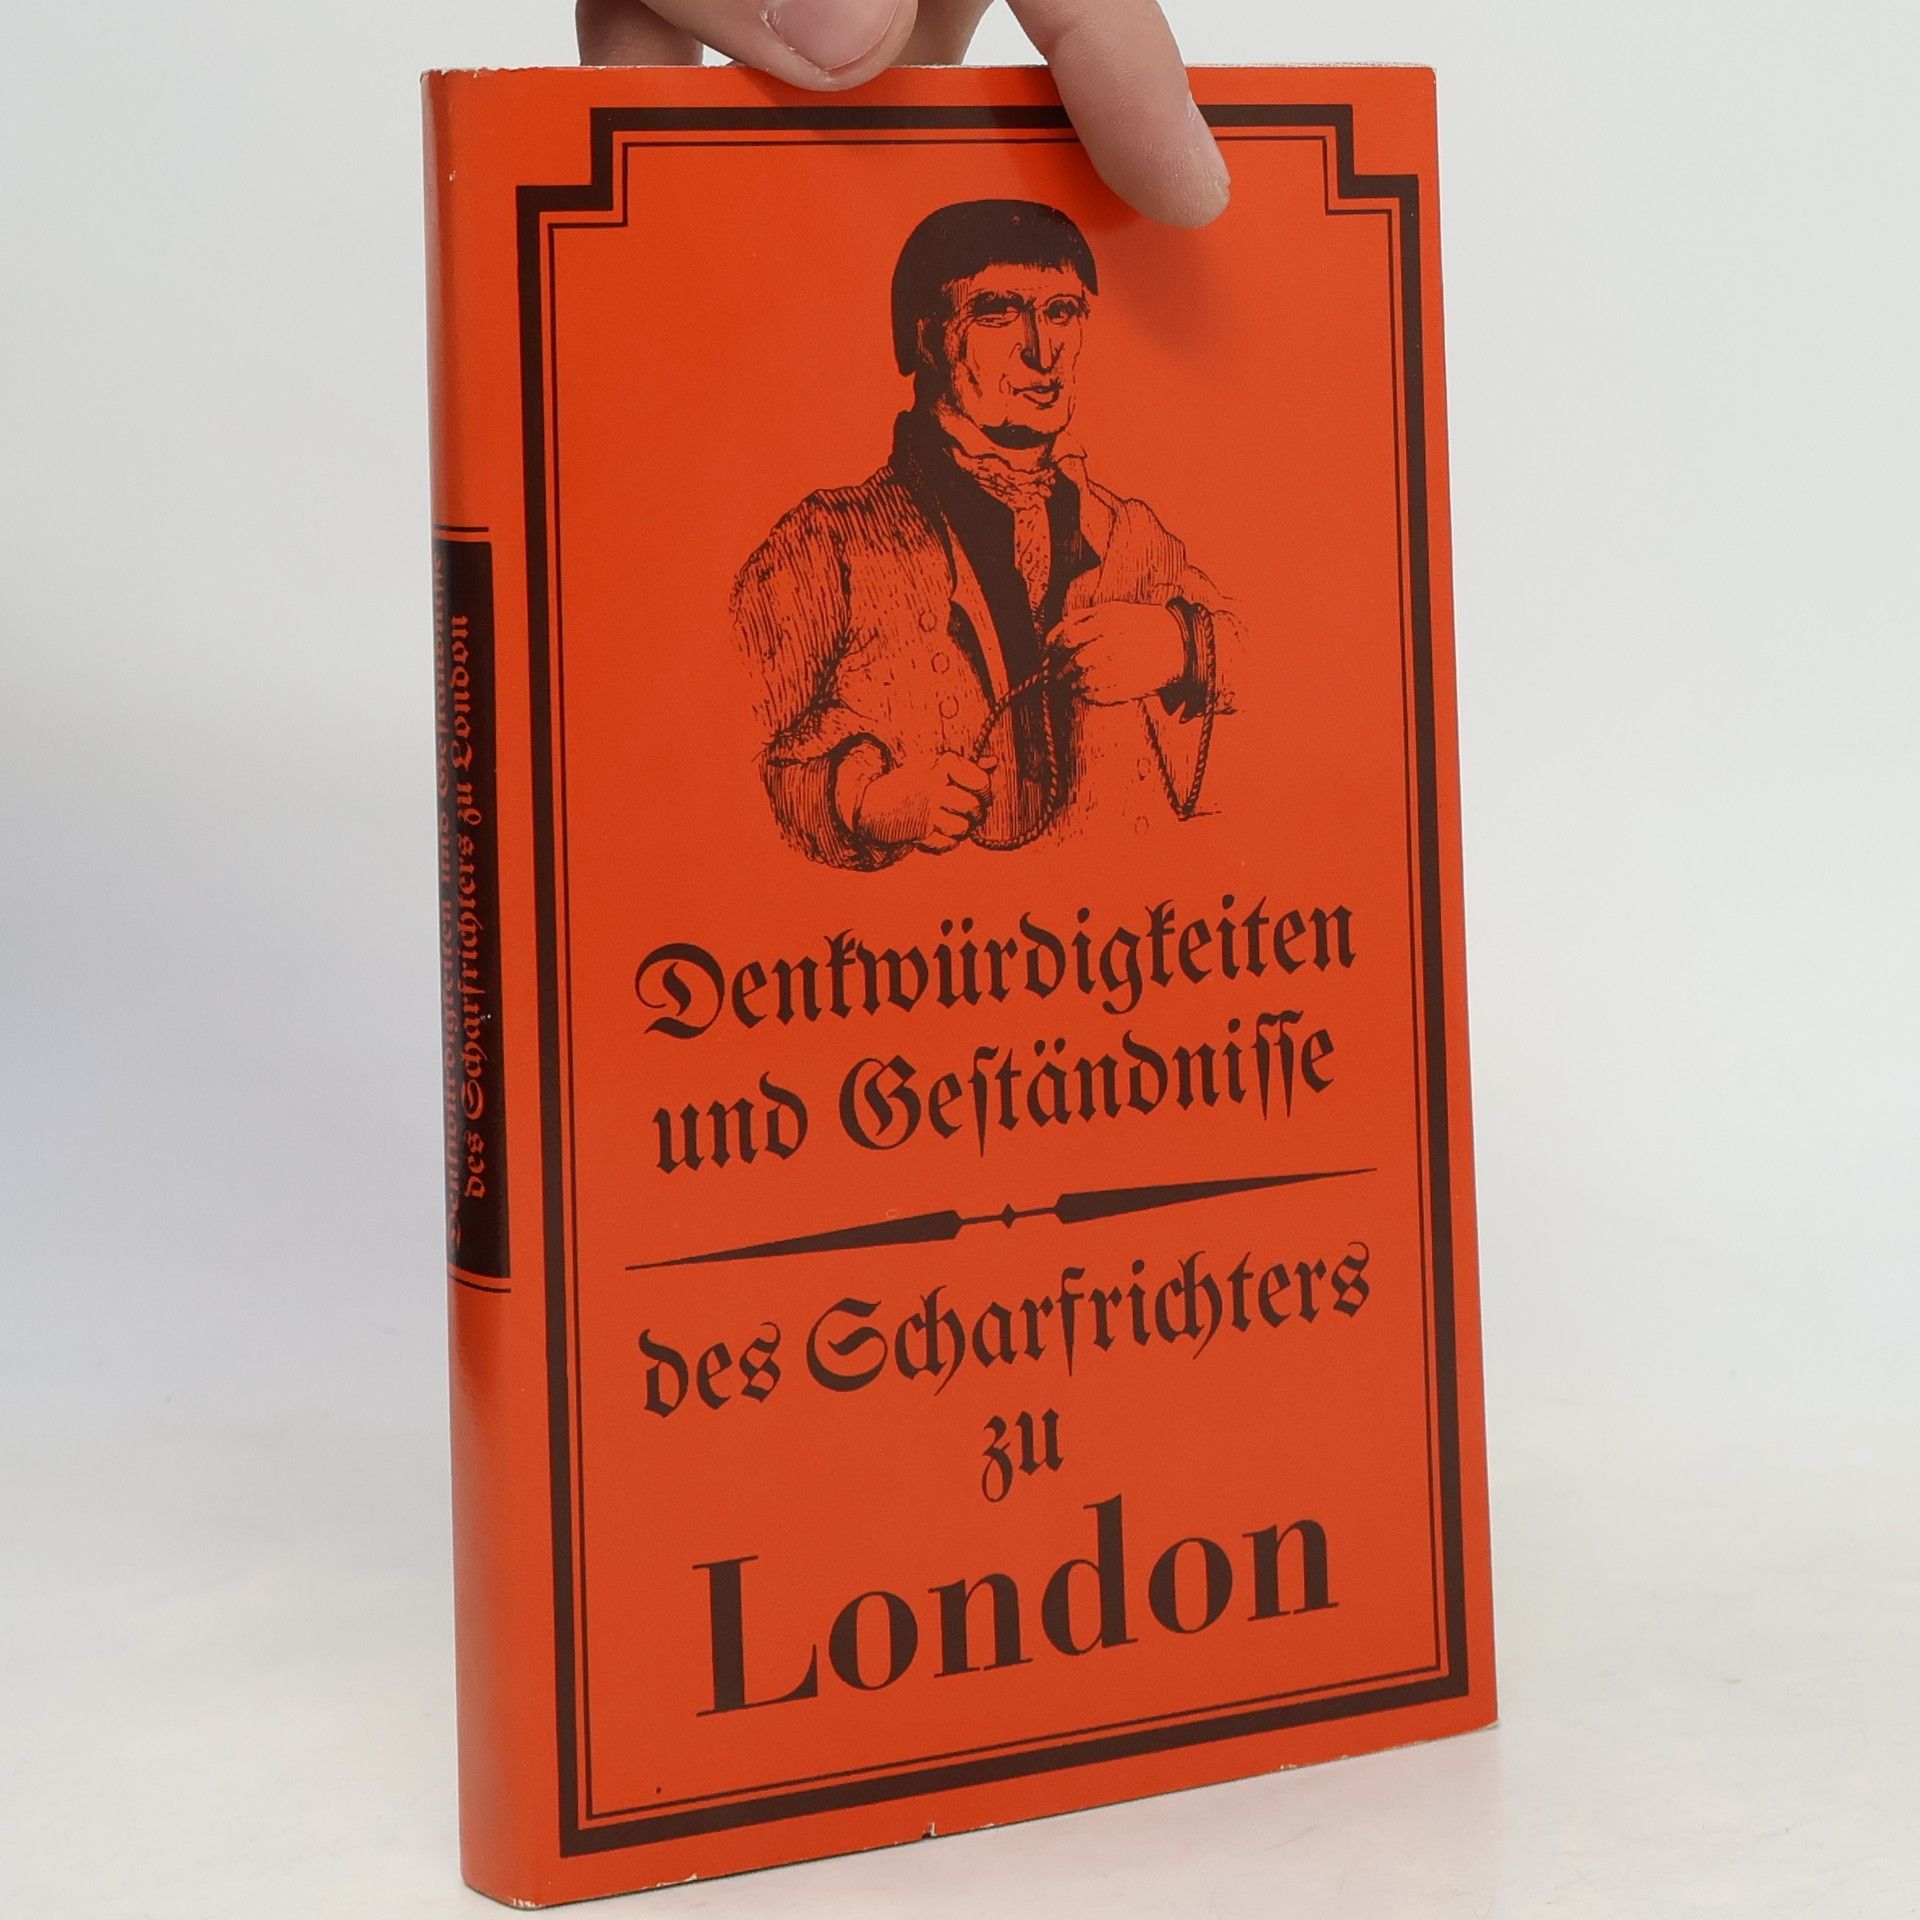 Denkwürdigkeiten
und Geſtändniſſe
des Scharfrichters
zu
London
Denkwürdigkeiten und Geſtändniſſe
des Scharfrichters zu London